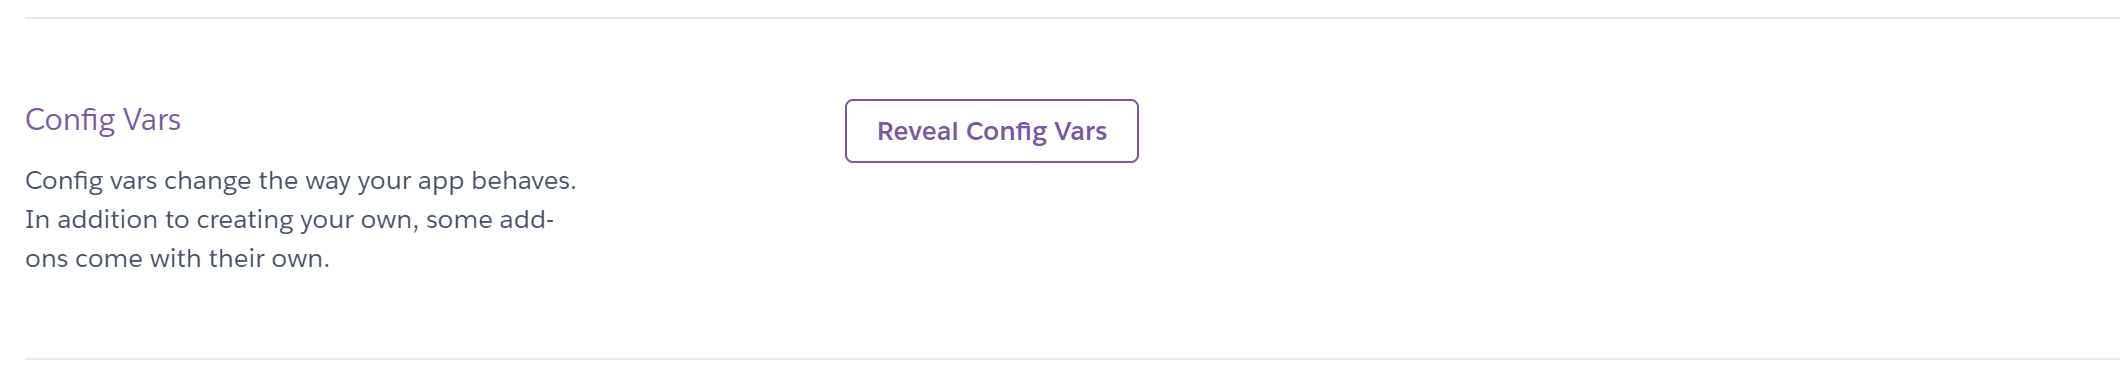 Config Vars
Reveal Config Vars
Config vars change the way your app behaves.
In addition to creating your own, some add-
ons come with their own.